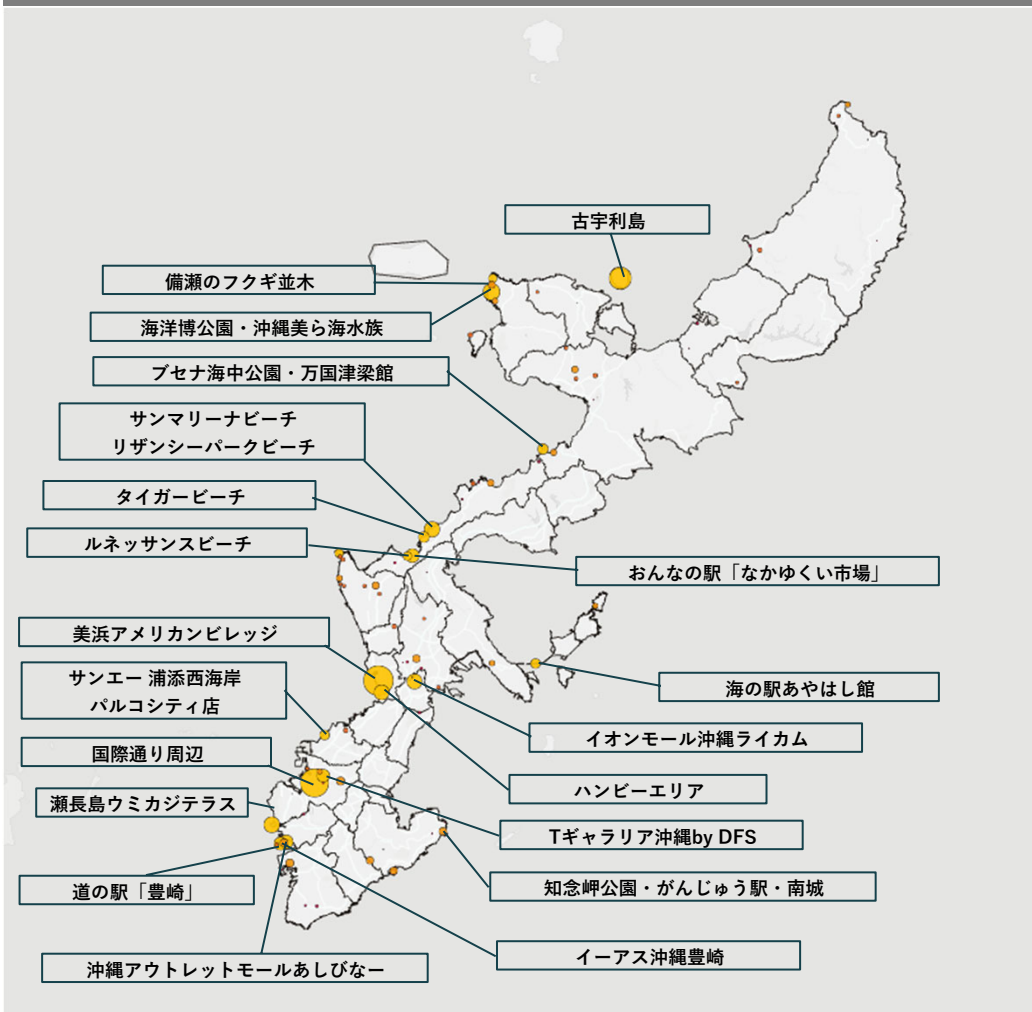 古宇利島
備瀬のフクギ並木
海洋博公園・沖縄美ら海水族
ブセナ海中公園・万国津梁館
サンマリーナビーチ
リザンシーパークビーチ
タイガービーチ
ルネッサンスビーチ
おんなの駅「なかゆくい市場」
美浜アメリカンビレッジ
サンエー 浦添西海岸
パルコシティ店
海の駅あやはし館
イオンモール沖縄ライカム
国際通り周辺
ハンビーエリア
瀬長島ウミカジテラス
Tギャラリア沖縄by DFS
道の駅「豊崎」
知念岬公園・がんじゅう駅・南城
イーアス沖縄豊崎
沖縄アウトレットモールあしびなー